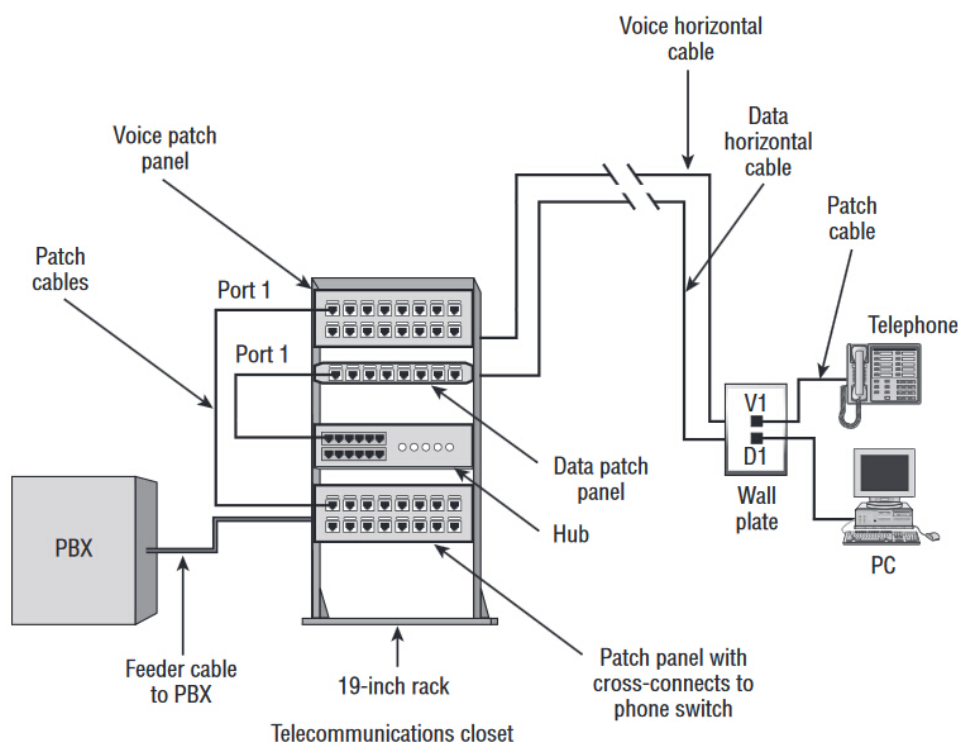 Voice horizontal
cable
Data
horizontal
cable
Voice patch
panel
Patch
cable
Patch
cables
Port 1
Telephone
Port 1
V1
D1
Data patch
panel
Wall
plate
Hub
PBX
PC
Feeder cable
to PBX
19-inch rack
Patch panel with
cross-connects to
phone switch
Telecommunications closet